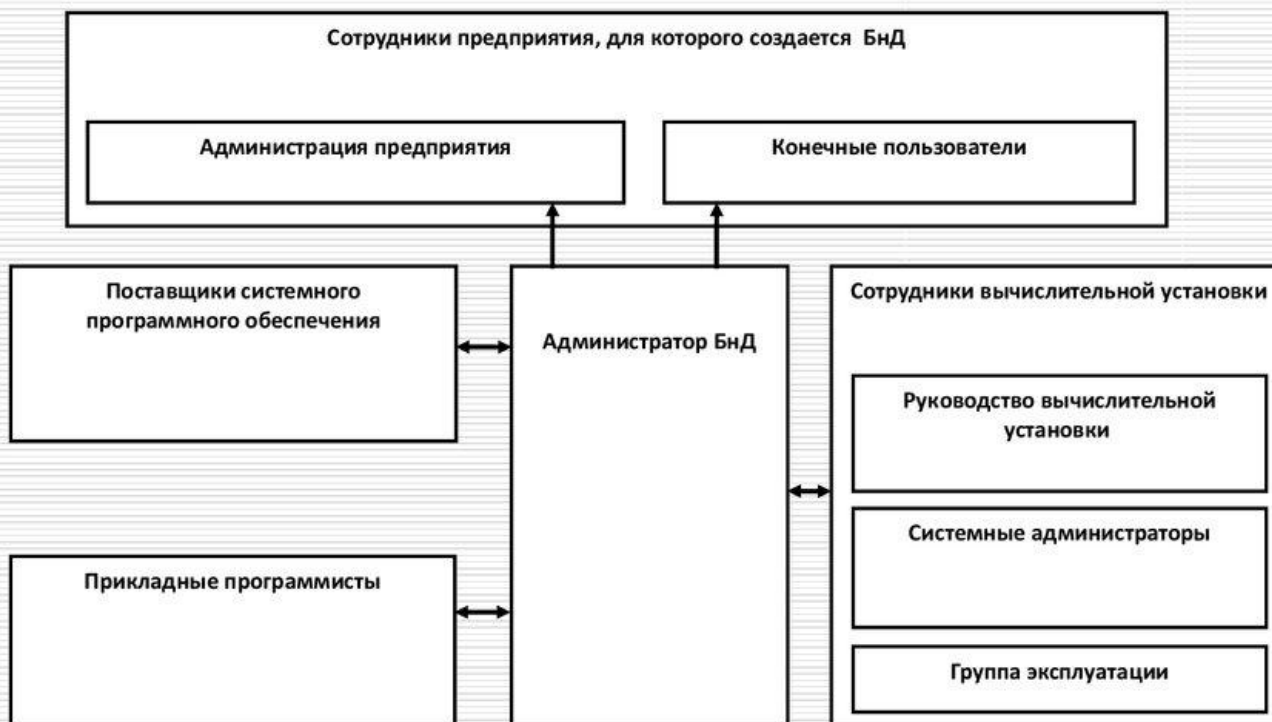 Сотрудники предприятия, для которого создается БнД
Администрация предприятия
Конечные пользователи
Поставщики системного
программного обеспечения
Администратор БнД
Сотрудники вычислительной установки
Руководство вычислительной
установки
Системные администраторы
Прикладные программисты
Группа эксплуатации